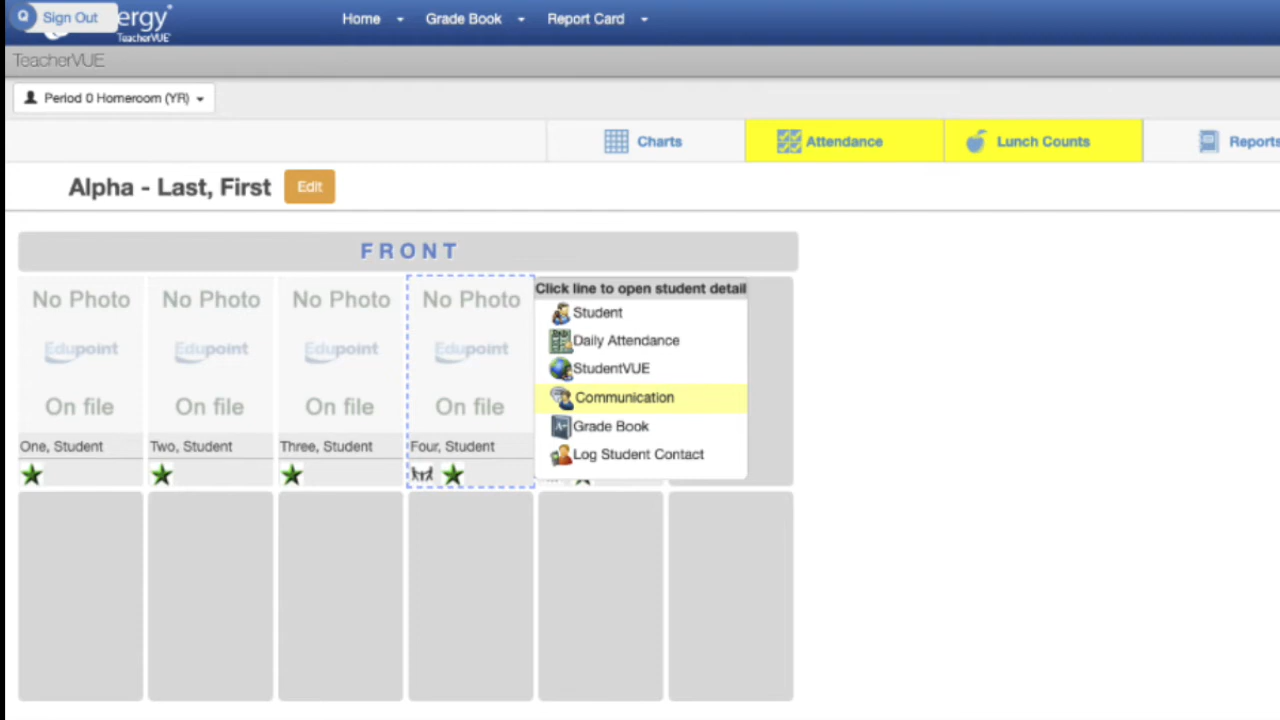 Sign Out
ergy
TeacherVUE
Home
Grade Book
Report Card
TeacherVUE
Period 0 Homeroom (YR)
Charts
Attendance
Lunch Counts
Reports
Alpha - Last, First
Edit
FRONT
No Photo
Edupoint
On file
One, Student
No Photo
Edupoint
On file
Two, Student
No Photo
Edupoint
On file
Three, Student
No Photo
Edupoint
On file
Four, Student
Click line to open student detail
Student
Daily Attendance
StudentVUE
Communication
Grade Book
Log Student Contact